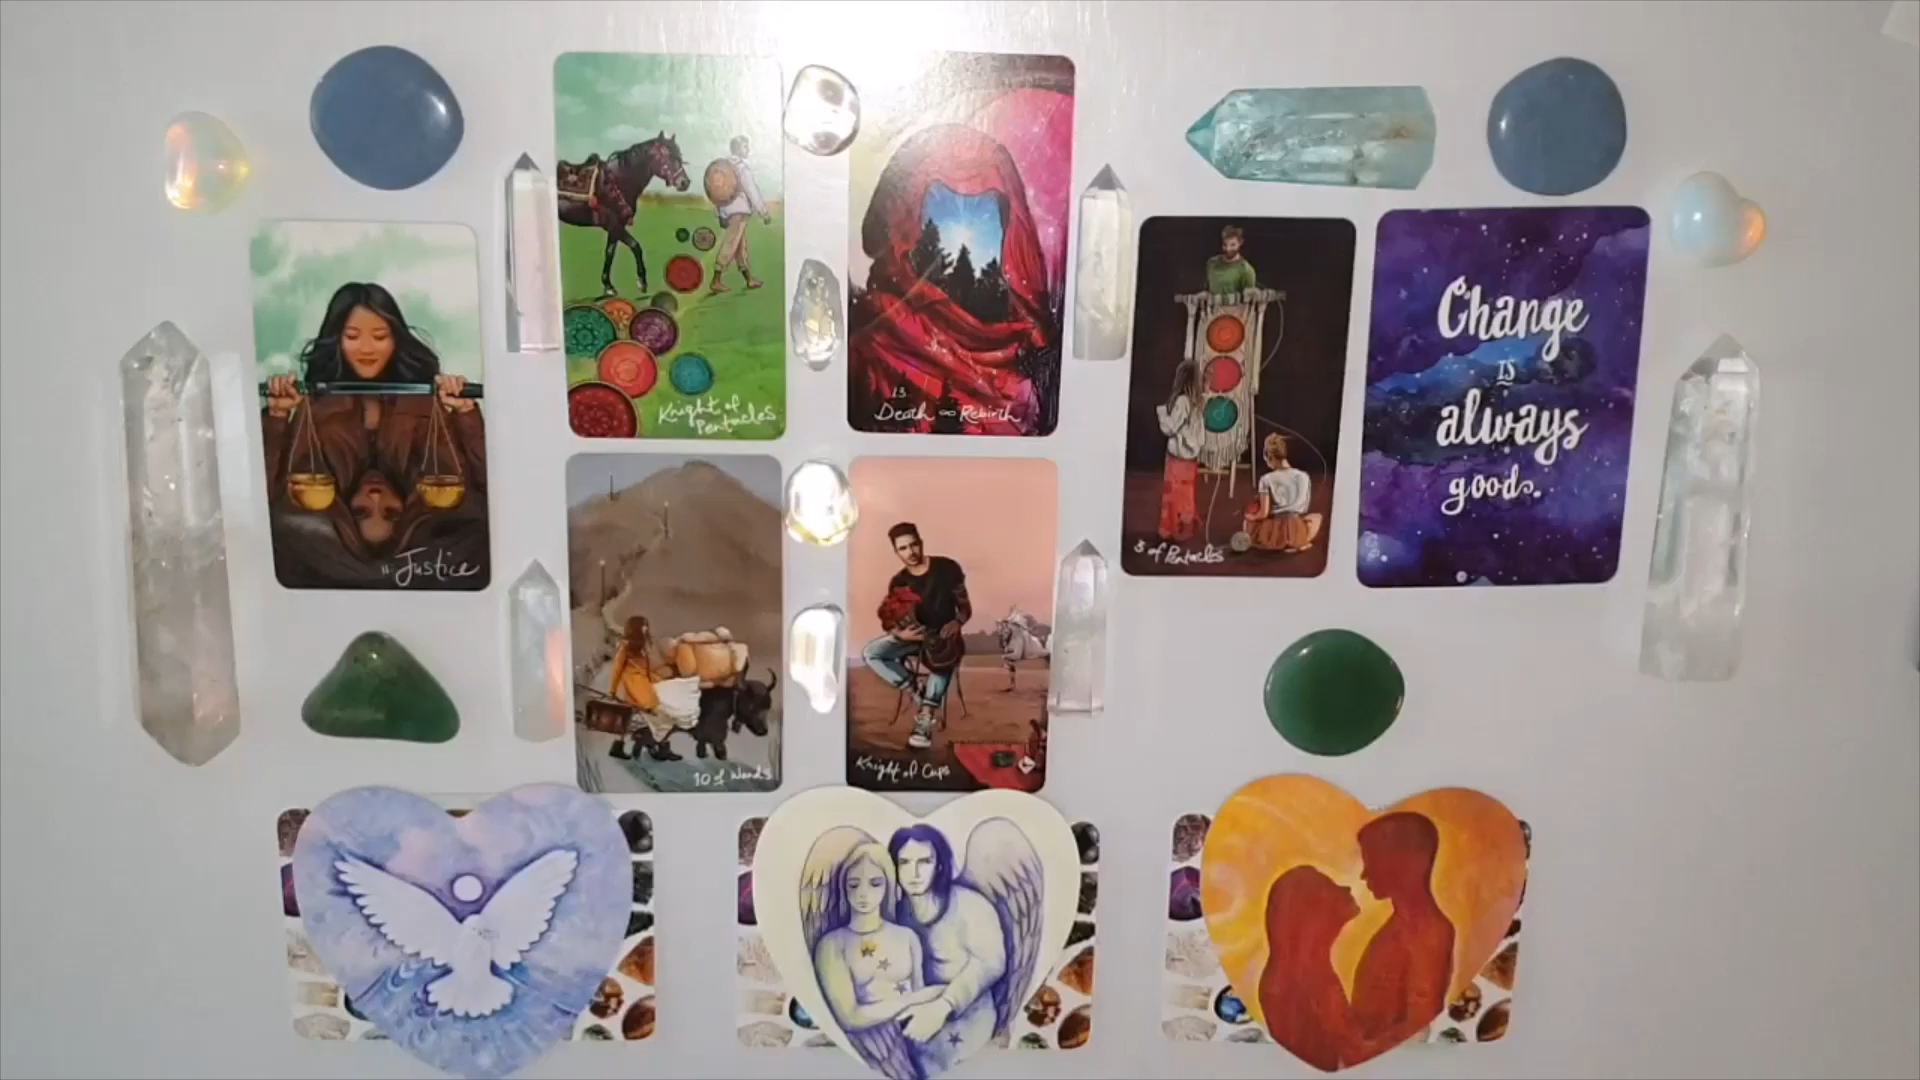 Knight of
Pentacles
13
Death ∞ Rebirth
11: Justice
3 of Pentacles
Change
is
always
good.
10 of Wands
Knight of Cups